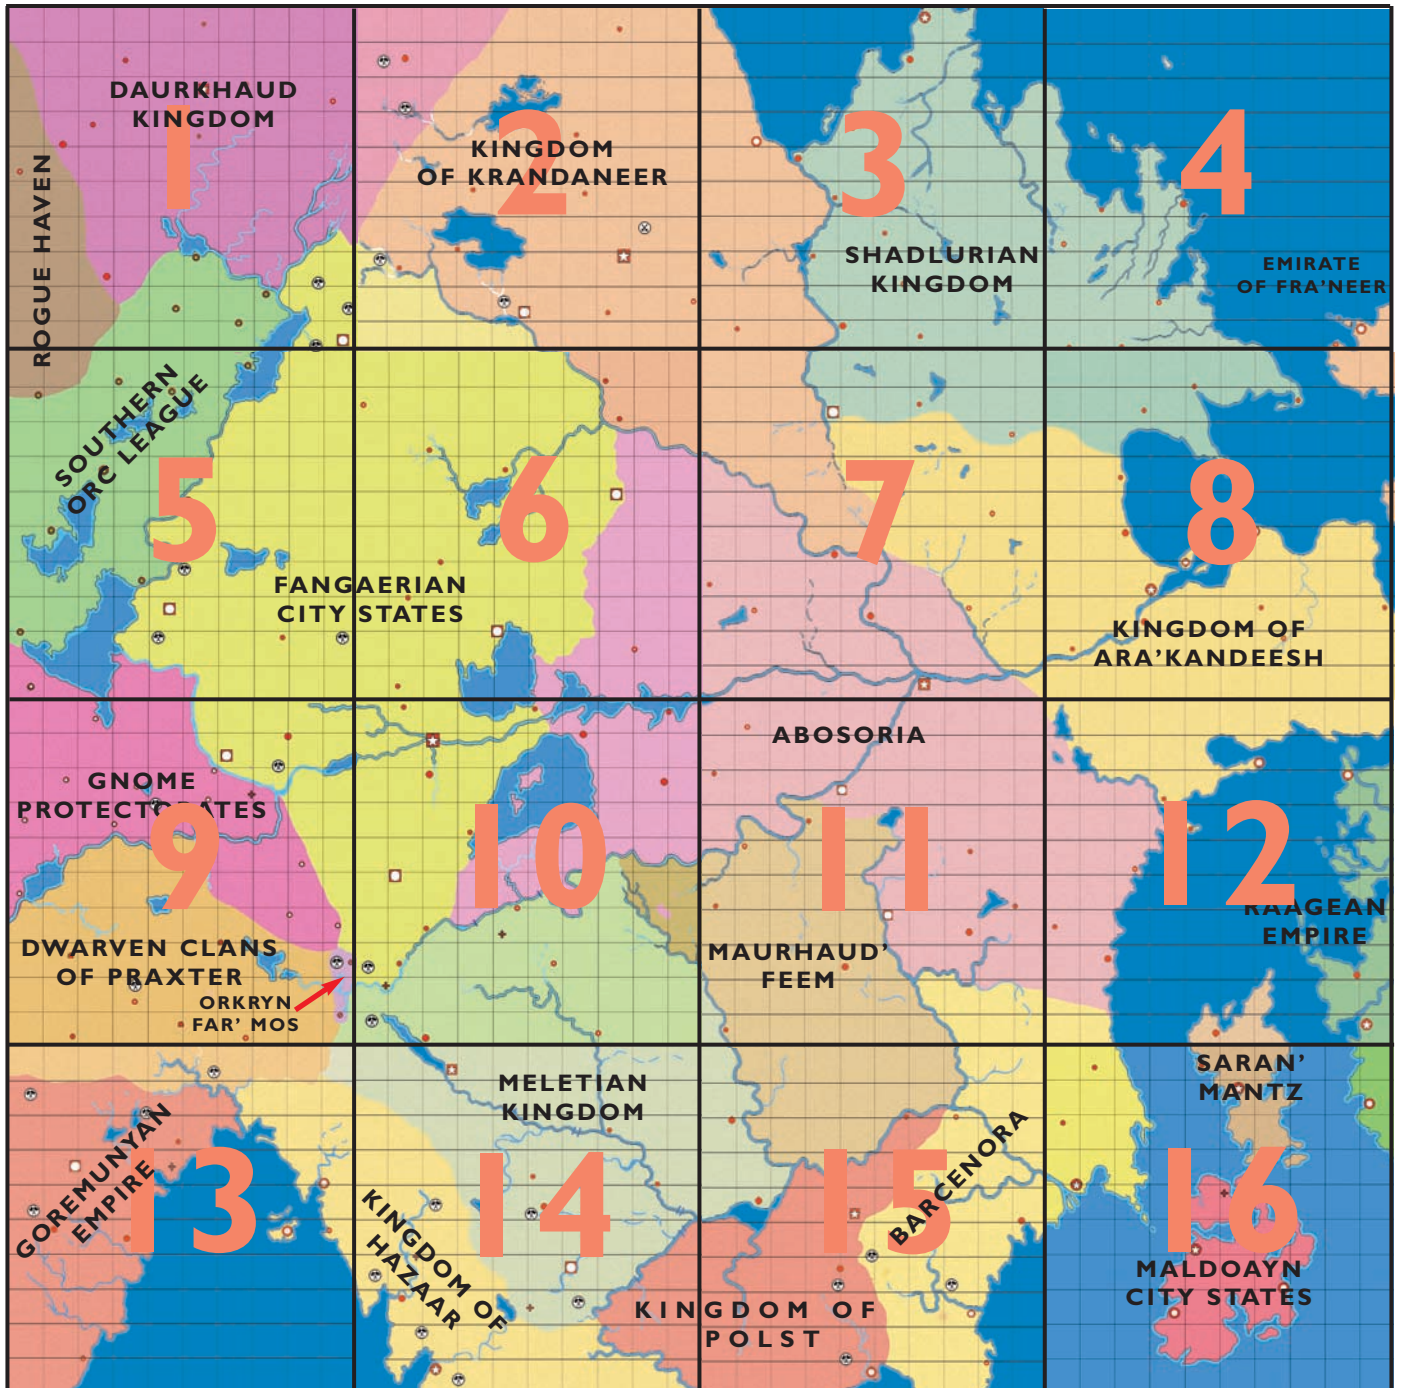 DAURKHAUD
KINGDOM
1
ROGUE HAVEN
KINGDOM
OF KRANDANEER
2
3
SHADLURIAN
KINGDOM
4
EMIRATE
OF FRA'NEER
SOUTHERN
ORC LEAGUE
5
FANGAERIAN
CITY STATES
6
7
8
KINGDOM OF
ARA'KANDEESH
GNOME
PROTECTORATES
9
DWARVEN CLANS
OF PRAXTER
ORKRYN
FAR' MOS
10
ABOSORIA
11
MAURHAUD'
FEEM
12
RAAGEAN
EMPIRE
GOREMUNYAN
EMPIRE
13
MELETIAN
KINGDOM
14
KINGDOM OF
HAZAAR
15
BARCENORA
KINGDOM OF
POLST
SARAN'
MANTZ
16
MALDOAYN
CITY STATES